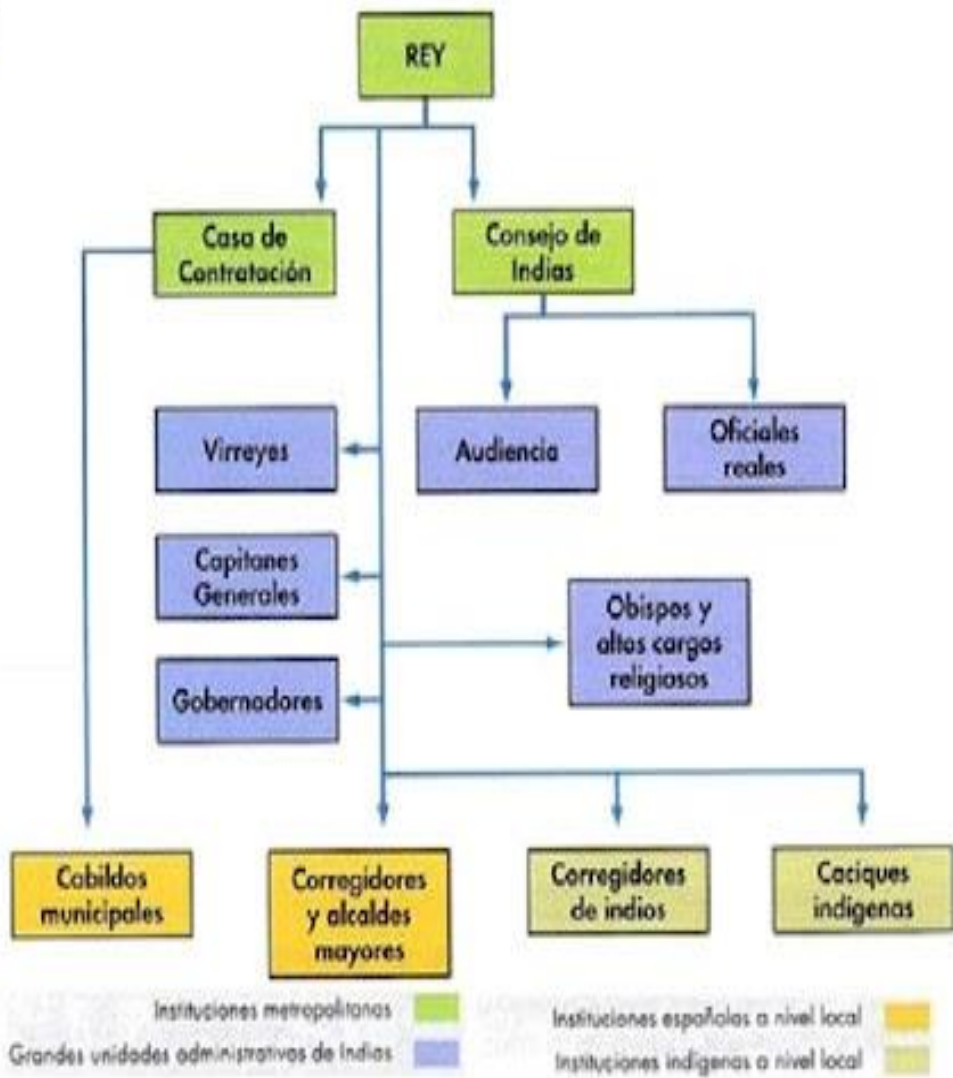 REY
Casa de
Contratación
Consejo de
Indias
Virreyes
Audiencia
Oficiales
reales
Capitanes
Generales
Obispos y
altos cargos
religiosos
Gobernadores
Cabildos
municipales
Corregidores
y alcaldes
mayores
Corregidores
de indios
Caciques
indígenas
Instituciones metropolitanas
Grandes unidades administrativas de Indias
Instituciones españolas a nivel local
Instituciones indígenas a nivel local